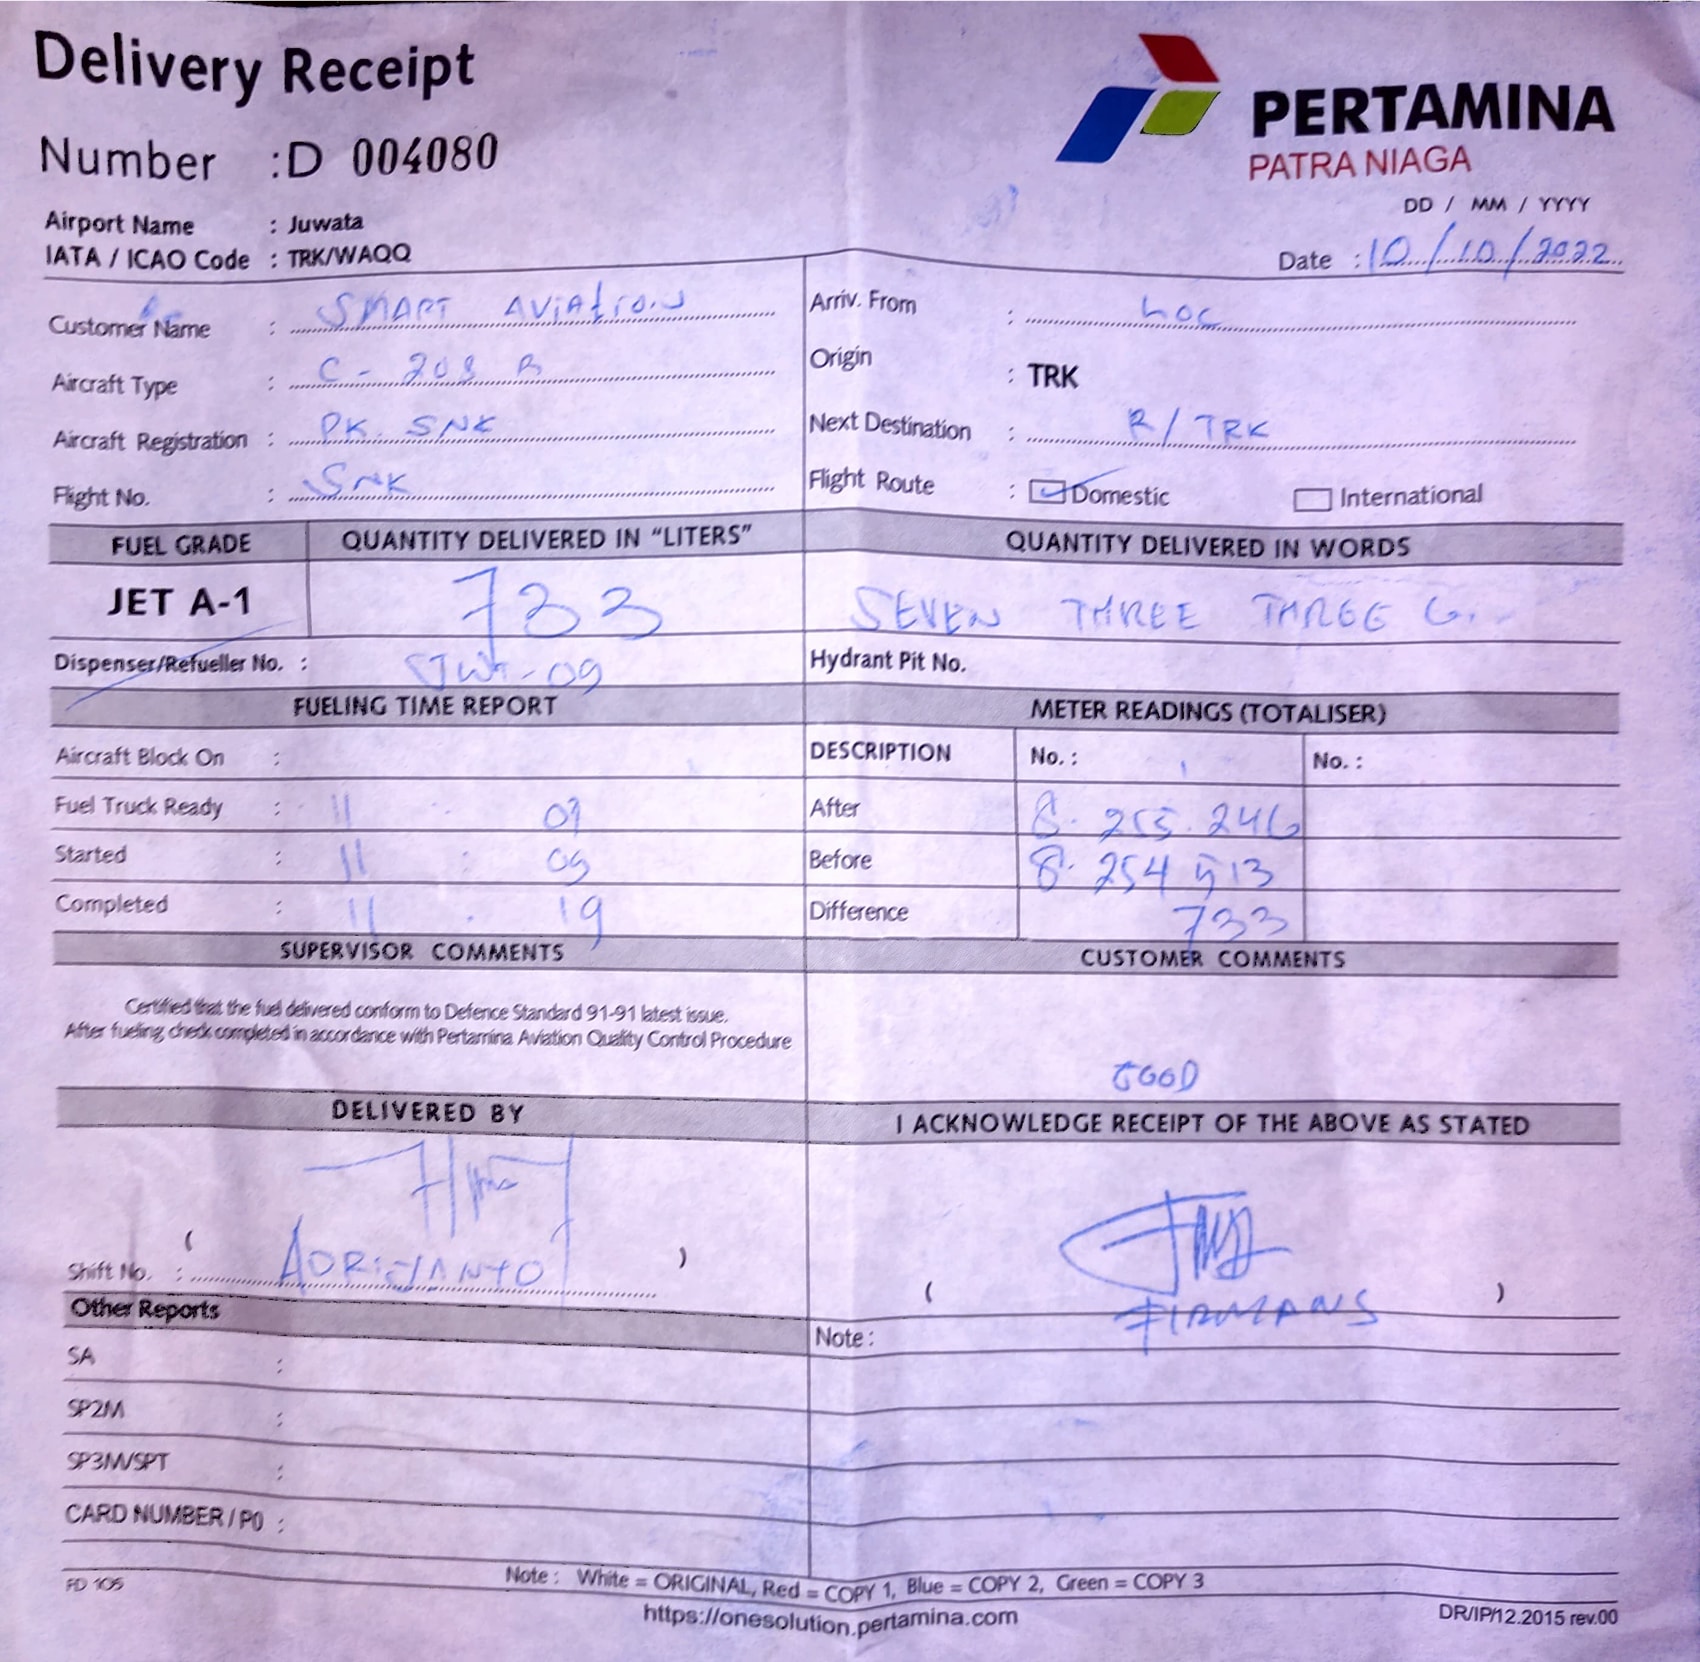 Delivery Receipt
Number : D 004080
PERTAMINA
PATRA NIAGA
Airport Name : Juwata
IATA / ICAO Code : TRK/WAQQ
DD / MM / YYYY
Date : 10/10/2022
Customer Name : SMART AVIATION
Arriv. From : LOC
Aircraft Type : C - 208 B
Origin : TRK
Aircraft Registration : PK. SNK
Next Destination : R/TRK
Flight No. : SNK
Flight Route : Domestic International
FUEL GRADE QUANTITY DELIVERED IN “LITERS” QUANTITY DELIVERED IN WORDS
JET A-1 733 SEVEN THREE THREE
Dispenser/Refueller No. : -09
Hydrant Pit No.
FUELING TIME REPORT METER READINGS (TOTALISER)
Aircraft Block On :
DESCRIPTION No. : 1 No. :
Fuel Truck Ready : 11
After 8. 255. 246
Started : 11 : 09
Before 8. 254 513
Completed : 11 . 19
Difference 733
SUPERVISOR COMMENTS CUSTOMER COMMENTS
Certified that the fuel delivered conform to Defence Standard 91-91 latest issue.
After fueling, check completed in accordance with Pertamina Aviation Quality Control Procedure
GOOD
DELIVERED BY I ACKNOWLEDGE RECEIPT OF THE ABOVE AS STATED
( )
Shift No. : ADRIYANTO
( FIRMANS )
Other Reports
Note :
SA :
SP2M :
SP3M/SPT :
CARD NUMBER / PO :
FD 105
Note : White = ORIGINAL, Red = COPY 1, Blue = COPY 2, Green = COPY 3
https://onesolution.pertamina.com
DR/IP/12.2015 rev.00